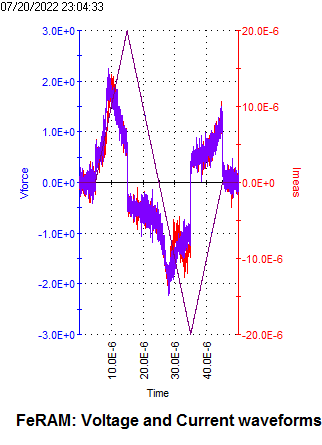 07/20/2022 23:04:33
3.0E+0
2.0E+0
1.0E+0
0.0E+0
-1.0E+0
-2.0E+0
-3.0E+0
Vforce
20.0E-6
10.0E-6
0.0E+0
-10.0E-6
-20.0E-6
Imeas
10.0E-6
20.0E-6
30.0E-6
40.0E-6
Time
FeRAM: Voltage and Current waveforms